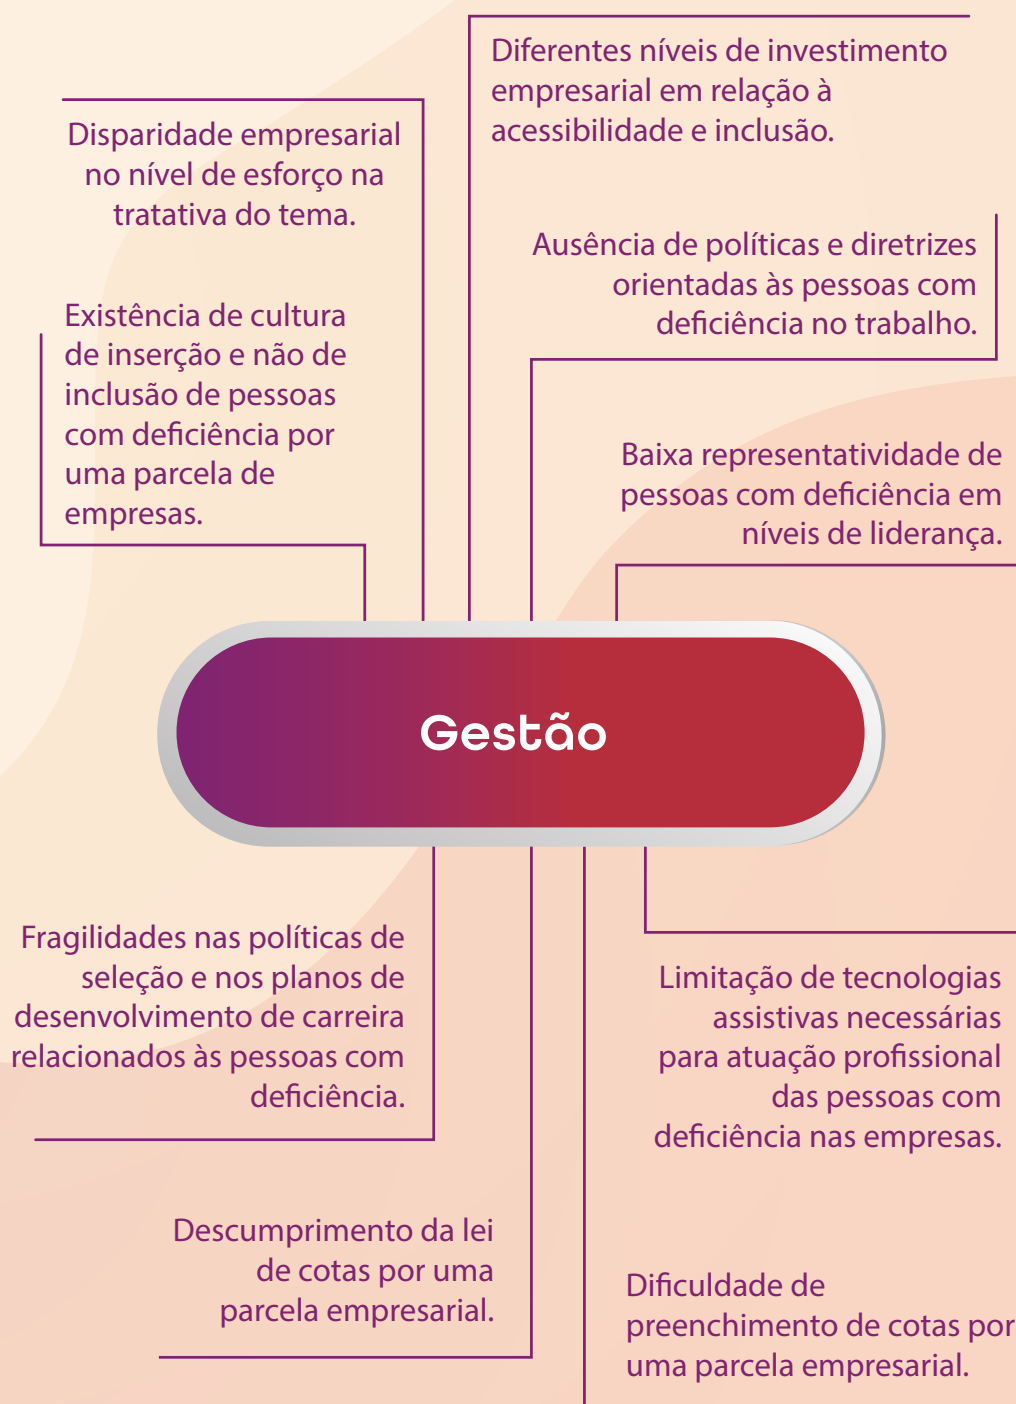 Diferentes níveis de investimento
empresarial em relação à
acessibilidade e inclusão.
Disparidade empresarial
no nível de esforço na
tratativa do tema.
Ausência de políticas e diretrizes
orientadas às pessoas com
deficiência no trabalho.
Existência de cultura
de inserção e não de
inclusão de pessoas
com deficiência por
uma parcela de
empresas.
Baixa representatividade de
pessoas com deficiência em
níveis de liderança.
Gestão
Fragilidades nas políticas de
seleção e nos planos de
desenvolvimento de carreira
relacionados às pessoas com
deficiência.
Limitação de tecnologias
assistivas necessárias
para atuação profissional
das pessoas com
deficiência nas empresas.
Descumprimento da lei
de cotas por uma
parcela empresarial.
Dificuldade de
preenchimento de cotas por
uma parcela empresarial.